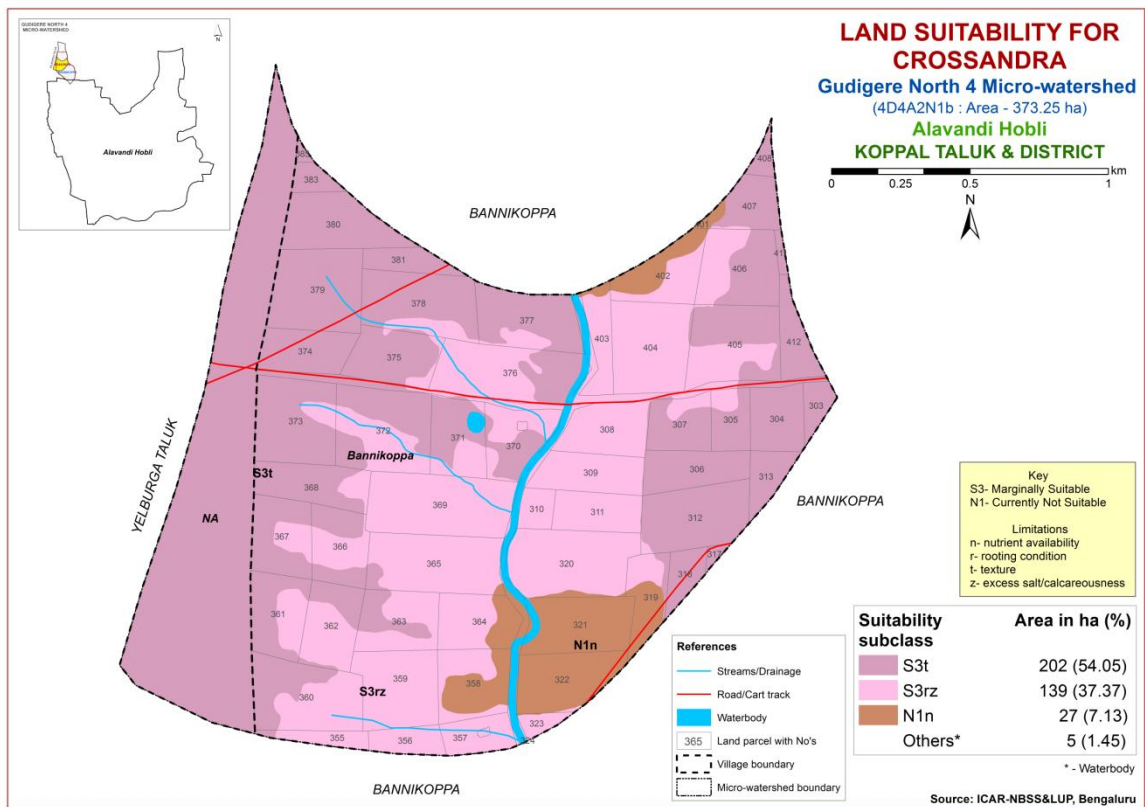 GUDIGERE NORTH 4
MICRO-WATERSHED
N
Alavandi Hobli
LAND SUITABILITY FOR
CROSSANDRA
Gudigere North 4 Micro-watershed
(4D4A2N1b : Area - 373.25 ha)
Alavandi Hobli
KOPPAL TALUK & DISTRICT
km
0 0.25 0.5 1
N
BANNIKOPPA
408
383
407
401
380
406
381
402
379
378
377
403
404
405
412
374
375
376
373
372
371
370
308
307
305
304
303
Bannikoppa
S3t
YELBURGA TALUK
NA
368
369
309
306
313
BANNIKOPPA
310
311
312
367
366
365
320
317
316
319
361
362
363
364
321
N1n
322
360
359
358
S3rz
323
355
356
357
BANNIKOPPA
Key
S3- Marginally Suitable
N1- Currently Not Suitable
Limitations
n- nutrient availability
r- rooting condition
t- texture
z- excess salt/calcareousness
References
Streams/Drainage
Road/Cart track
Waterbody
365 Land parcel with No's
Village boundary
Micro-watershed boundary
Suitability subclass Area in ha (%)
S3t 202 (54.05)
S3rz 139 (37.37)
N1n 27 (7.13)
Others* 5 (1.45)
* - Waterbody
Source: ICAR-NBSS&LUP, Bengaluru